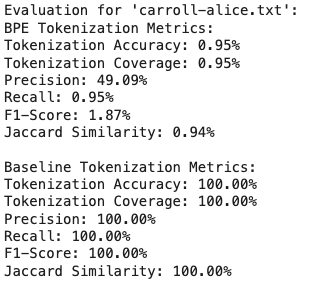 Evaluation for 'carroll-alice.txt':
BPE Tokenization Metrics:
Tokenization Accuracy: 0.95%
Tokenization Coverage: 0.95%
Precision: 49.09%
Recall: 0.95%
F1-Score: 1.87%
Jaccard Similarity: 0.94%

Baseline Tokenization Metrics:
Tokenization Accuracy: 100.00%
Tokenization Coverage: 100.00%
Precision: 100.00%
Recall: 100.00%
F1-Score: 100.00%
Jaccard Similarity: 100.00%